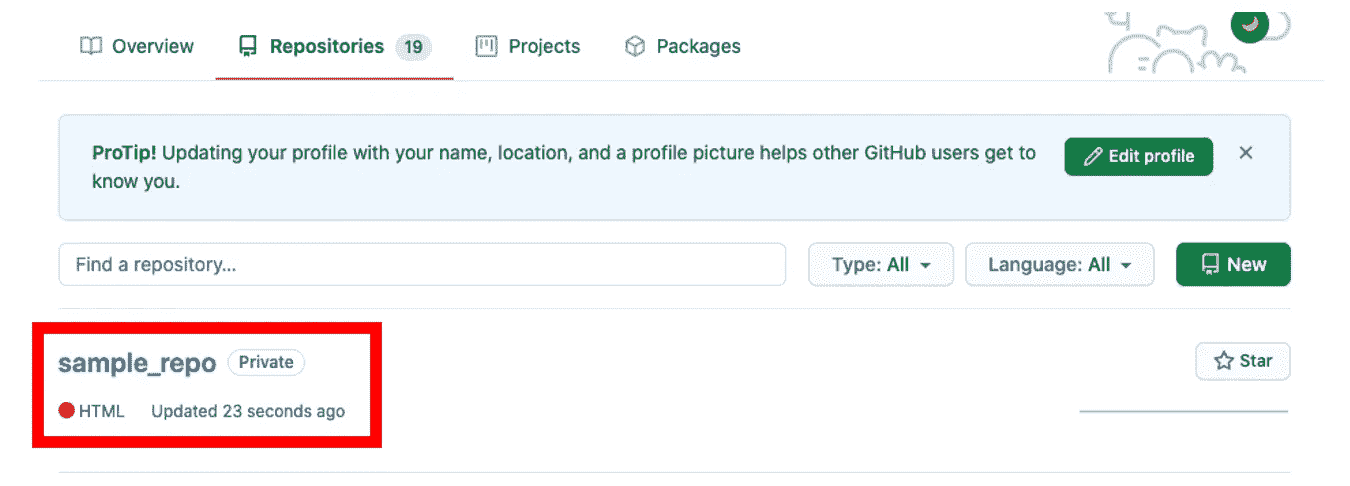 Overview Repositories 19 Projects Packages
ProTip! Updating your profile with your name, location, and a profile picture helps other GitHub users get to
know you.
Edit profile
Find a repository...
Type: All
Language: All
New
sample_repo Private
Star
HTML Updated 23 seconds ago